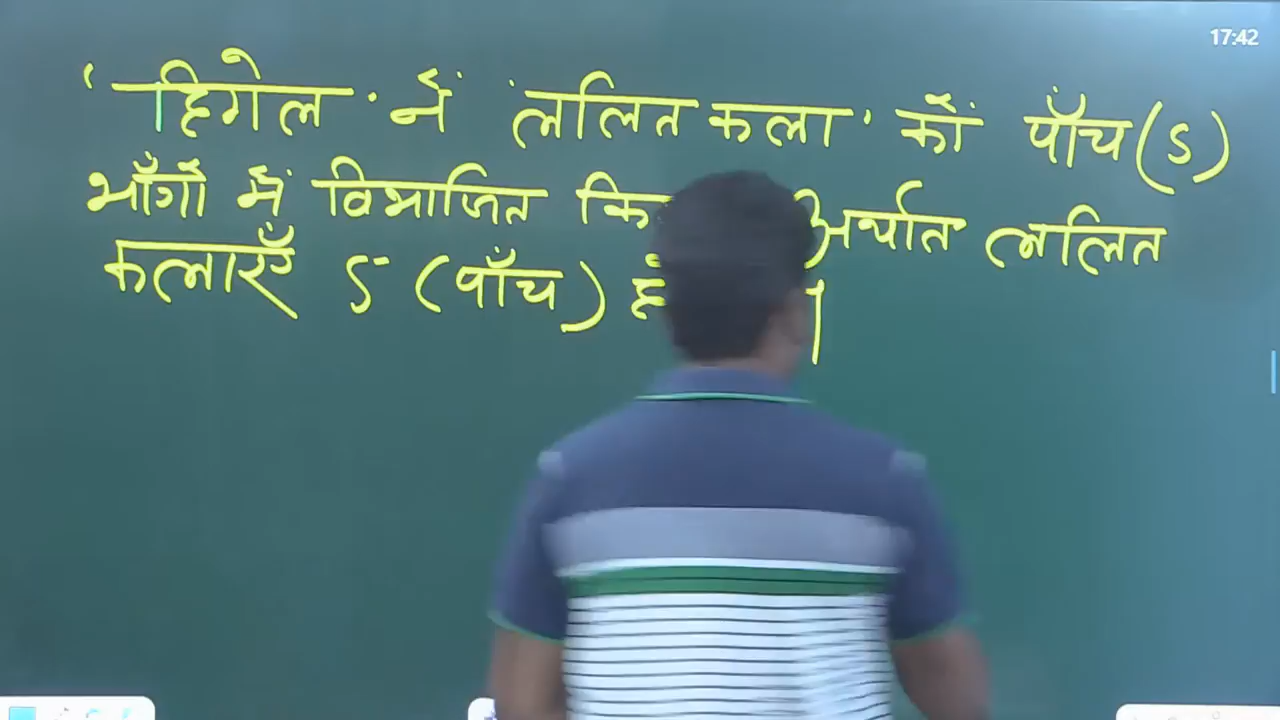 17:42
'हिगेल' नें 'ललित कला' कों पाँच (5)
भाँगों में विभाजित कि अर्थात ललित
कलाएँ 5 - (पाँच) हैं ।